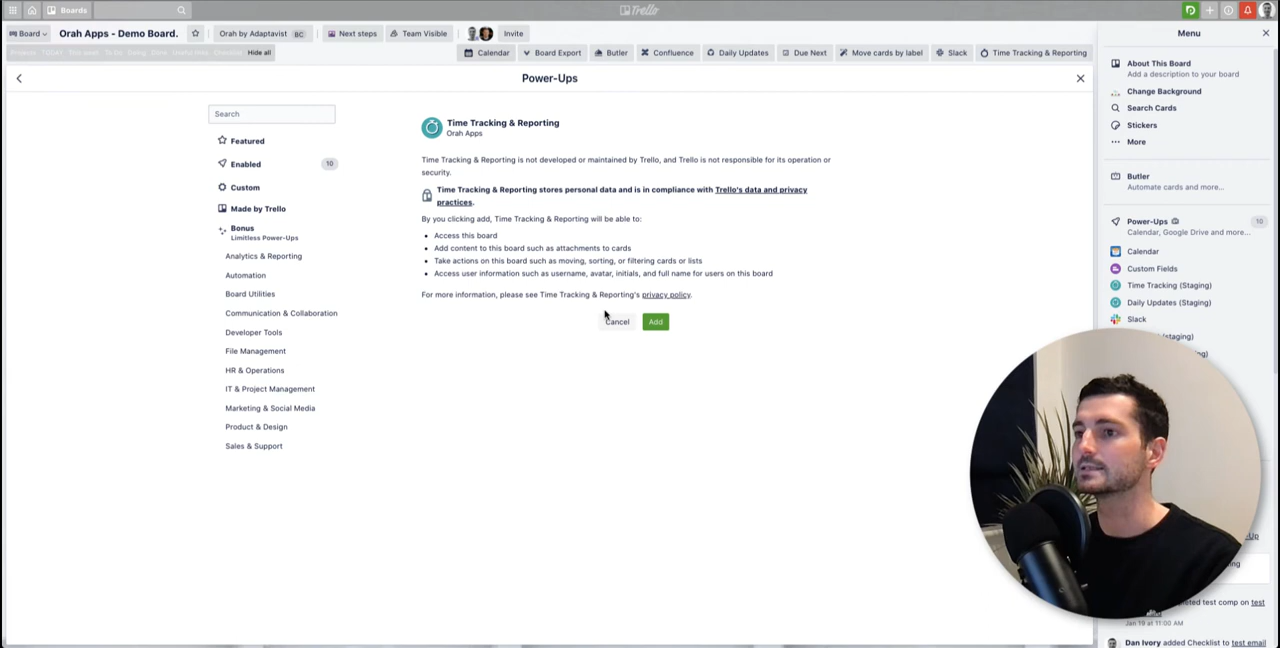 Boards
Trello
Board
Orah Apps - Demo Board.
Orah by Adaptavist BC
Next steps
Team Visible
Invite
Hide all
Calendar
Board Export
Butler
Confluence
Daily Updates
Due Next
Move cards by label
Slack
Time Tracking & Reporting
Power-Ups
Search
Featured
Enabled 10
Custom
Made by Trello
Bonus
Limitless Power-Ups
Analytics & Reporting
Automation
Board Utilities
Communication & Collaboration
Developer Tools
File Management
HR & Operations
IT & Project Management
Marketing & Social Media
Product & Design
Sales & Support
Time Tracking & Reporting
Orah Apps
Time Tracking & Reporting is not developed or maintained by Trello, and Trello is not responsible for its operation or
security.
Time Tracking & Reporting stores personal data and is in compliance with Trello's data and privacy
practices.
By you clicking add, Time Tracking & Reporting will be able to:
Access this board
Add content to this board such as attachments to cards
Take actions on this board such as moving, sorting, or filtering cards or lists
Access user information such as username, avatar, initials, and full name for users on this board
For more information, please see Time Tracking & Reporting's privacy policy.
Cancel
Add
Menu
About This Board
Add a description to your board
Change Background
Search Cards
Stickers
More
Butler
Automate cards and more...
Power-Ups 10
Calendar, Google Drive and more...
Calendar
Custom Fields
Time Tracking (Staging)
Daily Updates (Staging)
Slack
test comp on test
Jan 19 at 11:00 AM
Dan Ivory added Checklist to test email